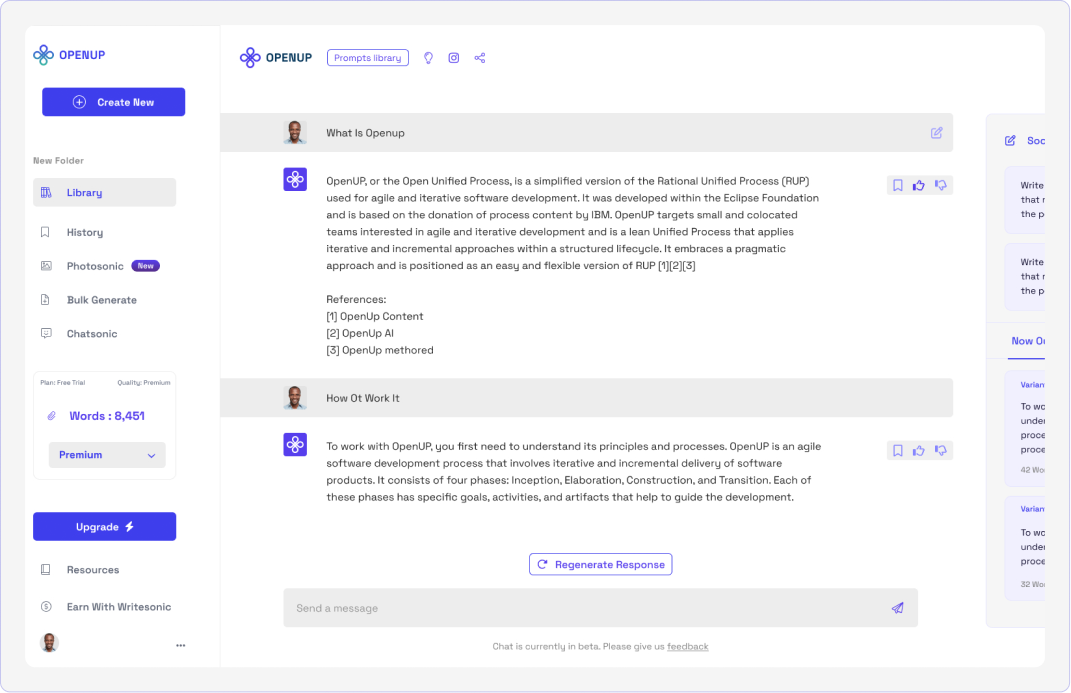 OPENUP
Create New
New Folder
Library
History
Photosonic New
Bulk Generate
Chatsonic
Plan: Free Trial Quality: Premium
Words : 8,451
Premium
Upgrade
Resources
Earn With Writesonic
OPENUP Prompts library
What Is Openup
OpenUP, or the Open Unified Process, is a simplified version of the Rational Unified Process (RUP)
used for agile and iterative software development. It was developed within the Eclipse Foundation
and is based on the donation of process content by IBM. OpenUP targets small and colocated
teams interested in agile and iterative development and is a lean Unified Process that applies
iterative and incremental approaches within a structured lifecycle. It embraces a pragmatic
approach and is positioned as an easy and flexible version of RUP [1][2][3]
References:
[1] OpenUp Content
[2] OpenUp AI
[3] OpenUp methored
How Ot Work It
To work with OpenUP, you first need to understand its principles and processes. OpenUP is an agile
software development process that involves iterative and incremental delivery of software
products. It consists of four phases: Inception, Elaboration, Construction, and Transition. Each of
these phases has specific goals, activities, and artifacts that help to guide the development.
Regenerate Response
Send a message
Chat is currently in beta. Please give us feedback
Write
that
the
Write
that
the
Now
To
To
42
32